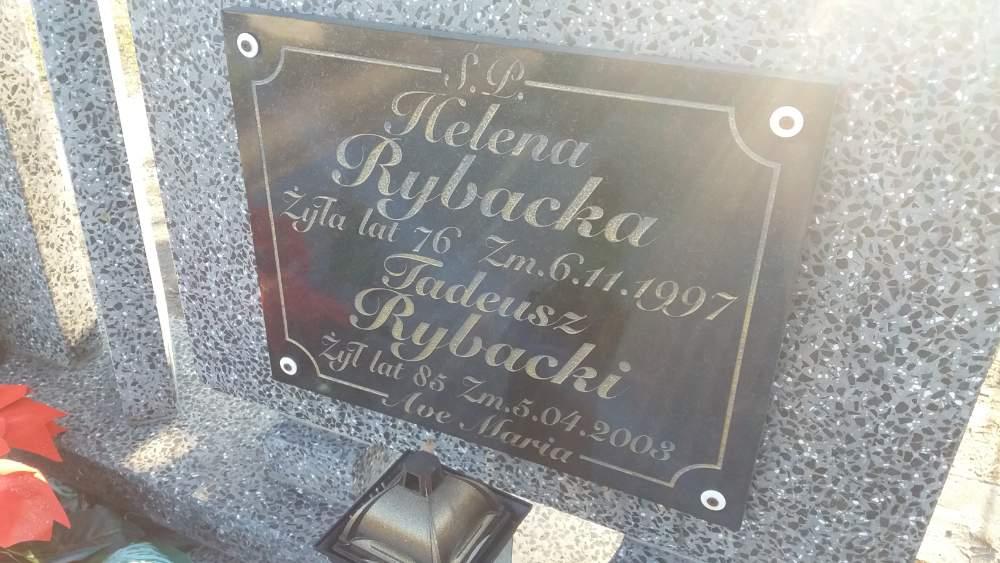 Ś.P.
Helena
Rybacka
Żyła lat 76 Zm.6.11.1997
Tadeusz
Rybacki
Żył lat 85 Zm.5.04.2003
Ave Maria